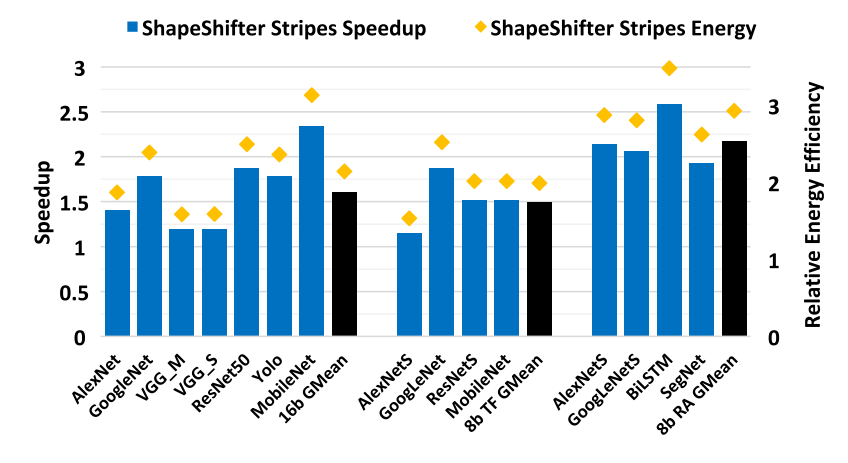 ShapeShifter Stripes Speedup
ShapeShifter Stripes Energy
Speedup
3
2.5
2
1.5
1
0.5
0
Relative Energy Efficiency
3
2
1
0
AlexNet
GoogleNet
VGG_M
VGG_S
ResNet50
Yolo
MobileNet
16b GMean
AlexNetS
GoogLeNet
ResNetS
MobileNet
8b TF GMean
AlexNetS
GoogLeNetS
BiLSTM
SegNet
8b RA GMean